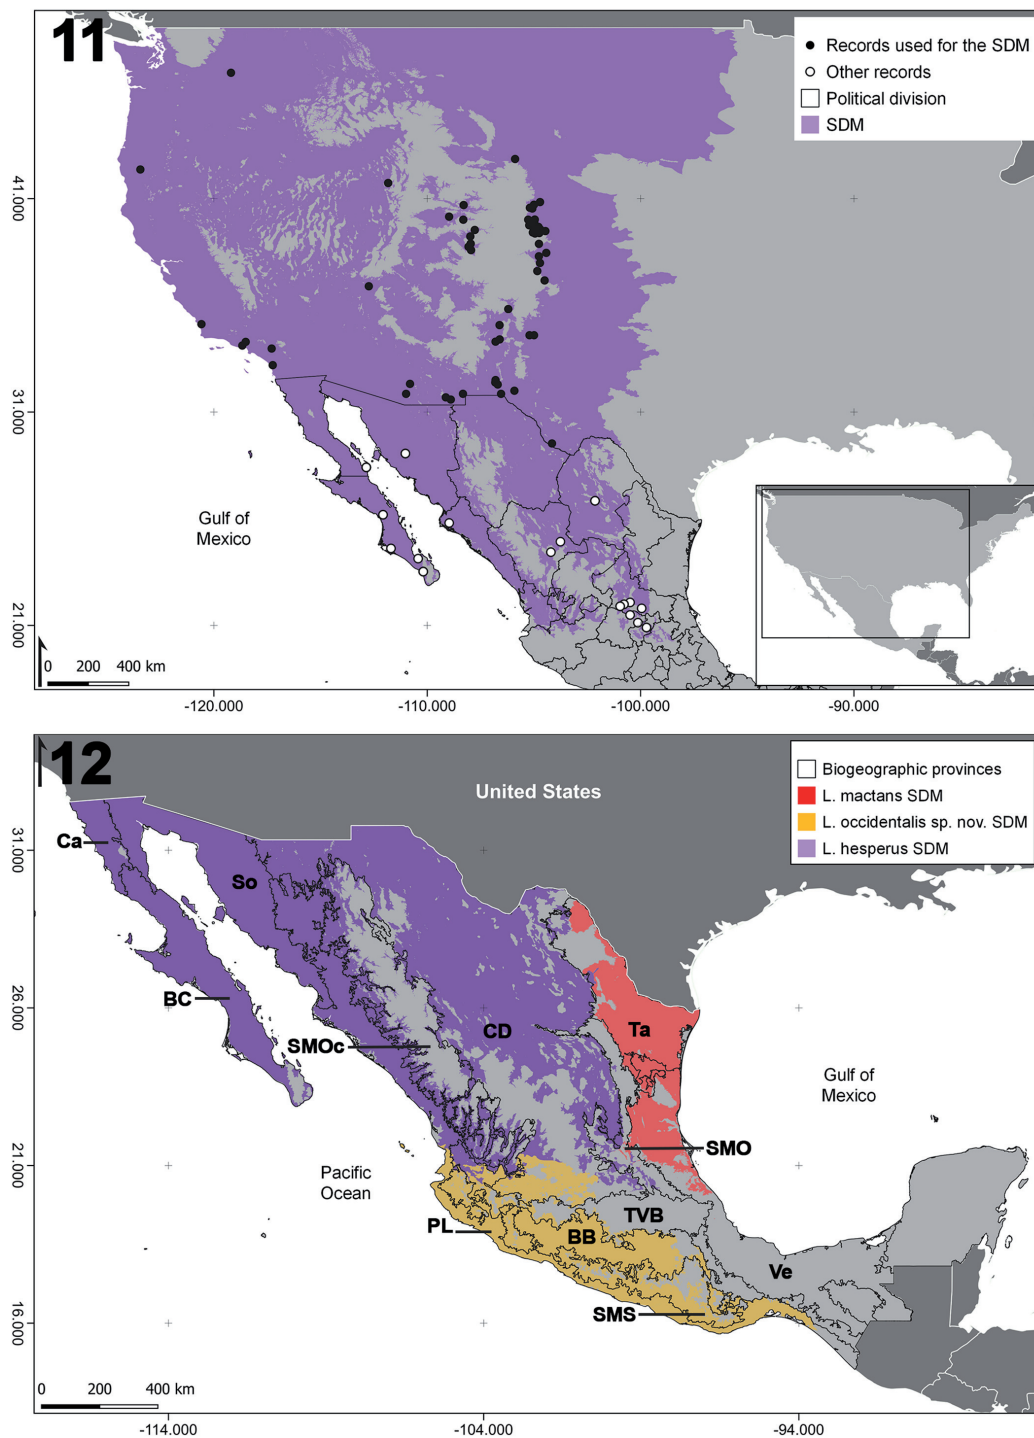 11
Records used for the SDM
Other records
Political division
SDM
41.000
31.000
21.000
Gulf of
Mexico
0 200 400 km
-120.000 -110.000 -100.000 -90.000
12
United States
Biogeographic provinces
L. mactans SDM
L. occidentalis sp. nov. SDM
L. hesperus SDM
31.000
26.000
21.000
16.000
Ca
So
BC
SMOc
CD
Ta
Gulf of
Mexico
SMO
Pacific
Ocean
PL
TVB
BB
Ve
SMS
0 200 400 km
-114.000 -104.000 -94.000